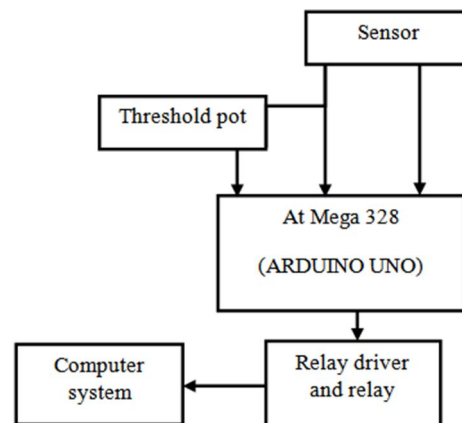 Sensor
Threshold pot
At Mega 328
(ARDUINO UNO)
Relay driver
and relay
Computer
system